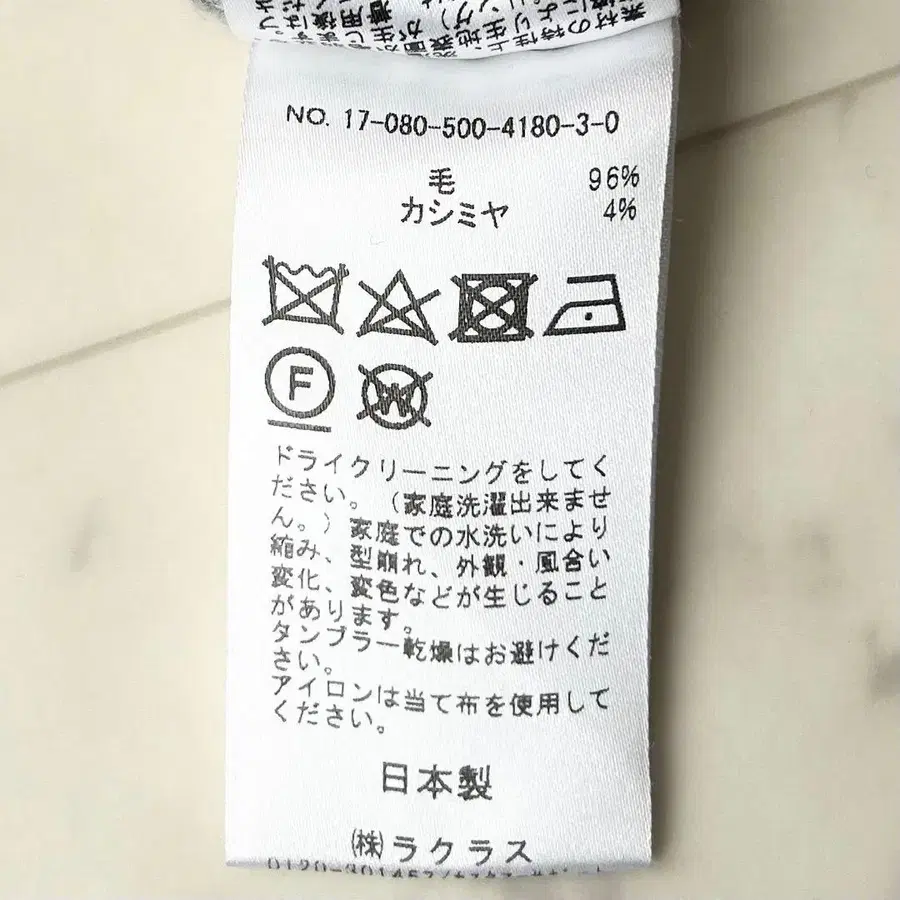 NO. 17-080-500-4180-3-0
毛 96%
カシミヤ 4%
F
W
ドライクリーニングをしてく
ださい。(家庭洗濯出来ませ
ん。)家庭での水洗いにより
縮み、型崩れ、外観・風合い
変化、変色などが生じること
があります。
タンブラー乾燥はお避けくだ
さい。
アイロンは当て布を使用して
ください。
日本製
(株)ラクラス